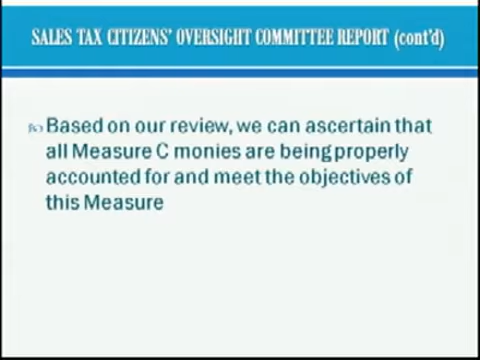 SALES TAX CITIZENS' OVERSIGHT COMMITTEE REPORT (cont'd)
Based on our review, we can ascertain that
all Measure C monies are being properly
accounted for and meet the objectives of
this Measure